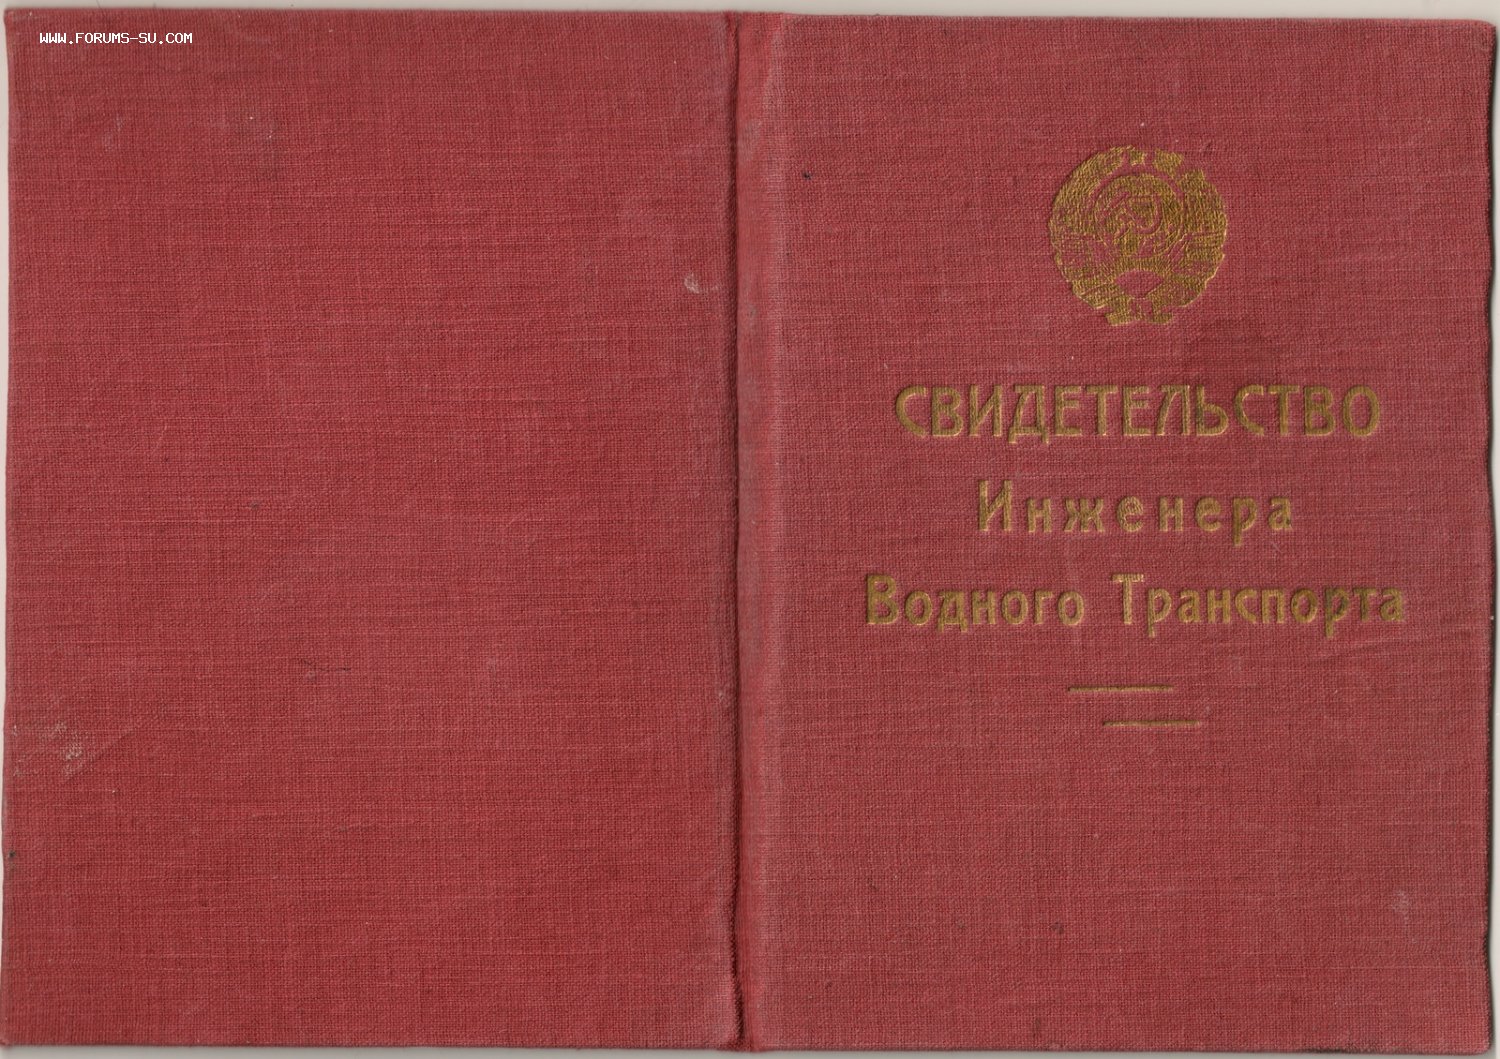 WWW.FORUMS-SU.COM
СВИДЕТЕЛЬСТВО
Инженера
Водного Транспорта